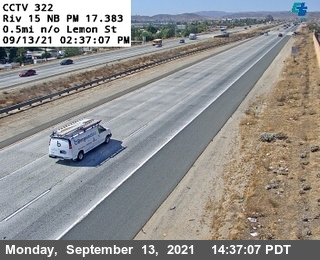 CCTV 322
Riv 15 NB PM 17.383
0.5mi n/o Lemon St
09/13/21 02:37:07 PM
Monday, September 13, 2021 14:37:07 PDT